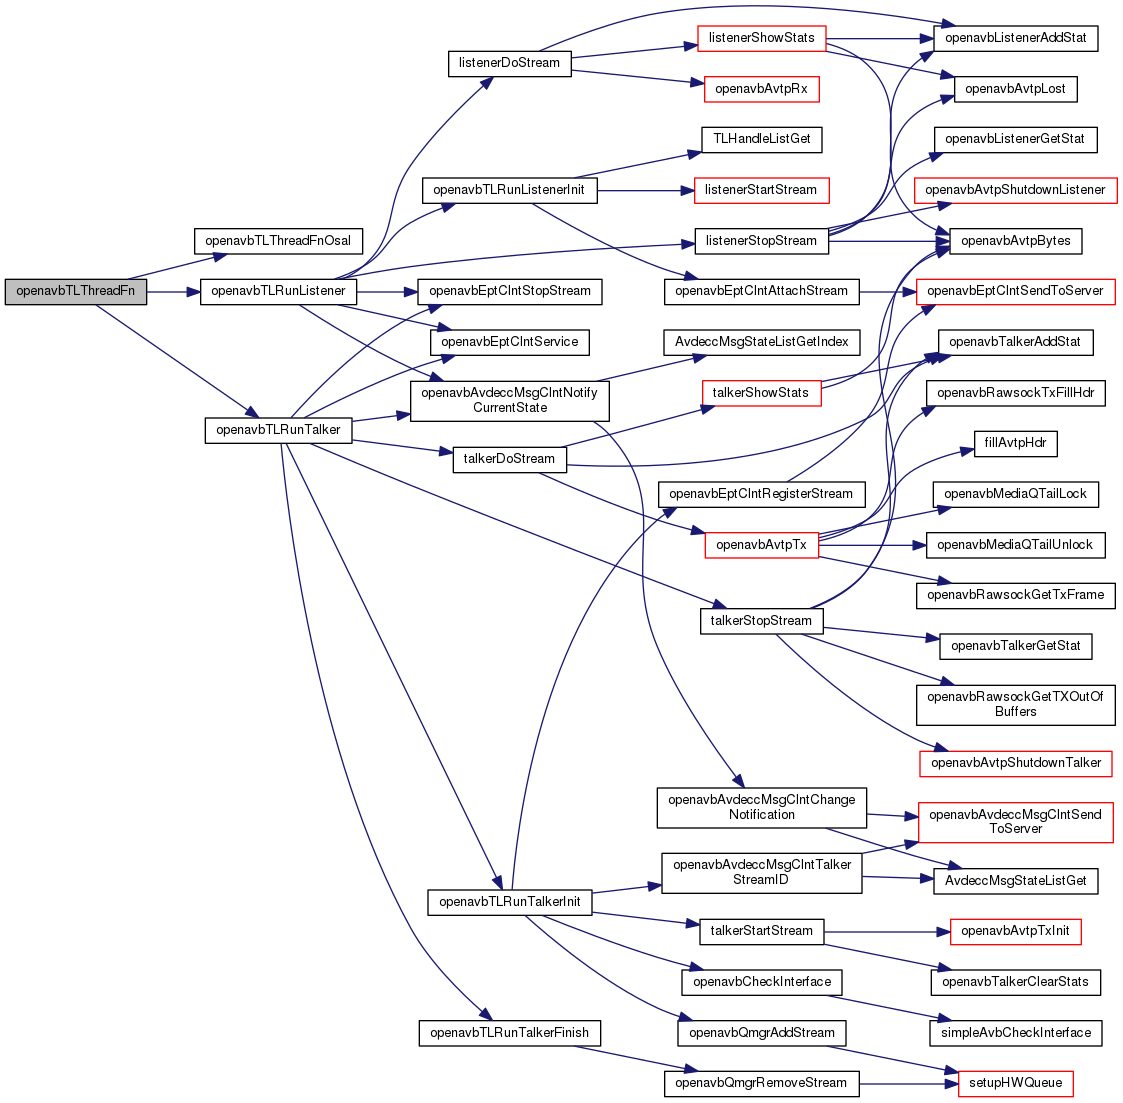 openavbTLThreadFn
openavbTLThreadFnOsal
openavbTLRunListener
openavbTLRunTalker
listenerDoStream
openavbTLRunListenerInit
openavbEptClntStopStream
openavbEptClntService
openavbAvdeccMsgClntNotify
CurrentState
talkerDoStream
openavbTLRunTalkerInit
openavbTLRunTalkerFinish
listenerShowStats
openavbAvtpRx
TLHandleListGet
listenerStartStream
listenerStopStream
openavbEptClntAttachStream
AvdeccMsgStateListGetIndex
talkerShowStats
openavbEptClntRegisterStream
openavbAvtpTx
talkerStopStream
openavbAvdeccMsgClntChange
Notification
openavbAvdeccMsgClntTalker
StreamID
talkerStartStream
openavbCheckInterface
openavbQmgrAddStream
openavbQmgrRemoveStream
openavbListenerAddStat
openavbAvtpLost
openavbListenerGetStat
openavbAvtpShutdownListener
openavbAvtpBytes
openavbEptClntSendToServer
openavbTalkerAddStat
openavbRawsockTxFillHdr
fillAvtpHdr
openavbMediaQTailLock
openavbMediaQTailUnlock
openavbRawsockGetTxFrame
openavbTalkerGetStat
openavbRawsockGetTXOutOf
Buffers
openavbAvtpShutdownTalker
openavbAvdeccMsgClntSend
ToServer
AvdeccMsgStateListGet
openavbAvtpTxInit
openavbTalkerClearStats
simpleAvbCheckInterface
setupHWQueue